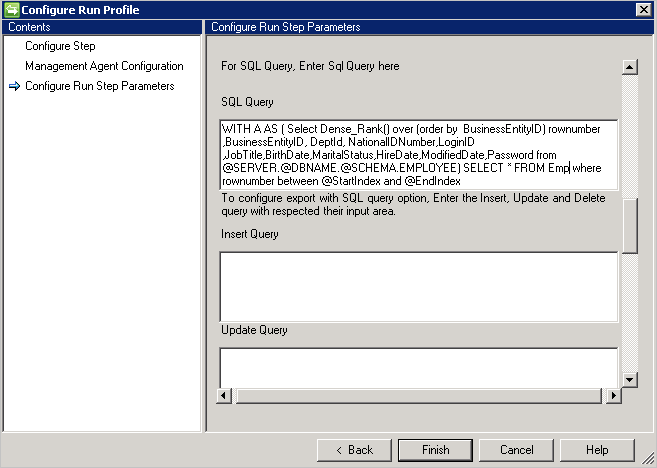 Configure Run Profile
Contents
Configure Step
Management Agent Configuration
Configure Run Step Parameters
Configure Run Step Parameters
For SQL Query, Enter Sql Query here
SQL Query
WITH A AS ( Select Dense_Rank() over (order by  BusinessEntityID) rownumber
,BusinessEntityID, DeptId, NationalIDNumber,LoginID
,JobTitle,BirthDate,MaritalStatus,HireDate,ModifiedDate,Password from
@SERVER.@DBNAME.@SCHEMA.EMPLOYEE) SELECT * FROM Emp where
rownumber between @StartIndex and @EndIndex
To configure export with SQL query option, Enter the Insert, Update and Delete
query with respected their input area.
Insert Query
Update Query
< Back
Finish
Cancel
Help